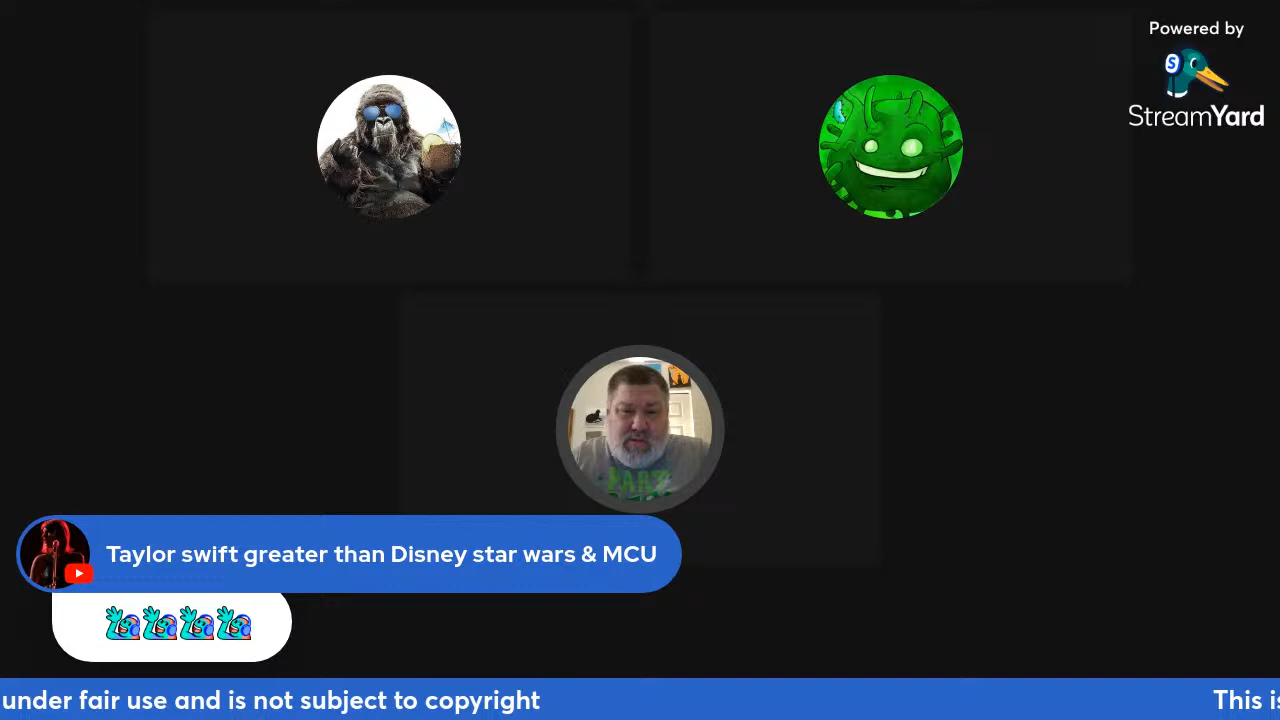 Powered by
StreamYard
Taylor swift greater than Disney star wars & MCU
under fair use and is not subject to copyright
This